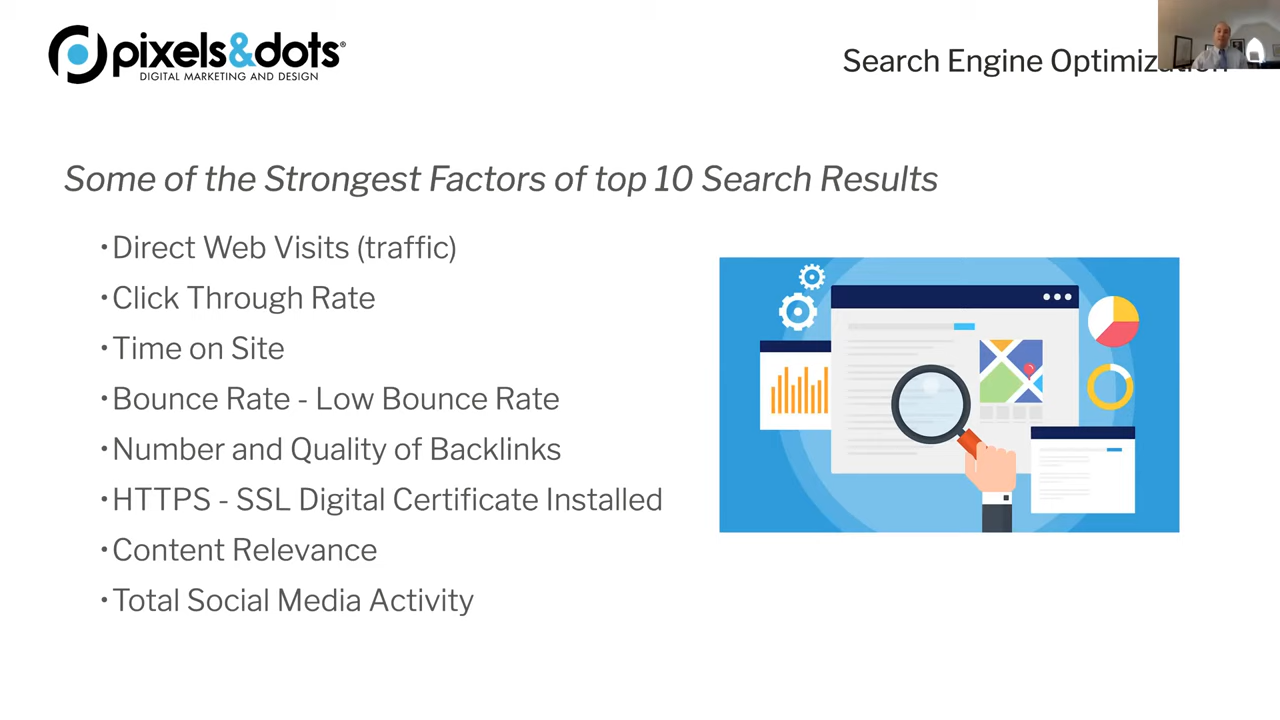 pixels&dots®
DIGITAL MARKETING AND DESIGN
Search Engine
Some of the Strongest Factors of top 10 Search Results
•Direct Web Visits (traffic)
•Click Through Rate
•Time on Site
•Bounce Rate - Low Bounce Rate
•Number and Quality of Backlinks
•HTTPS - SSL Digital Certificate Installed
•Content Relevance
•Total Social Media Activity